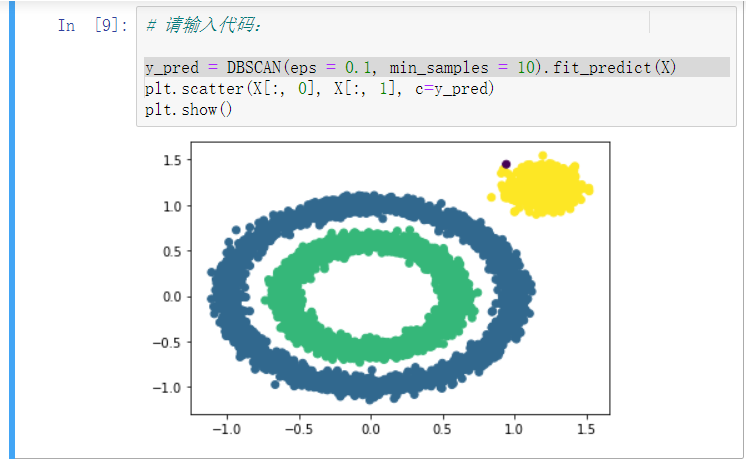 In [9]:
# 请输入代码：
y_pred = DBSCAN(eps = 0.1, min_samples = 10).fit_predict(X)
plt.scatter(X[:, 0], X[:, 1], c=y_pred)
plt.show()
1.5
1.0
0.5
0.0
−0.5
−1.0
−1.0 −0.5 0.0 0.5 1.0 1.5